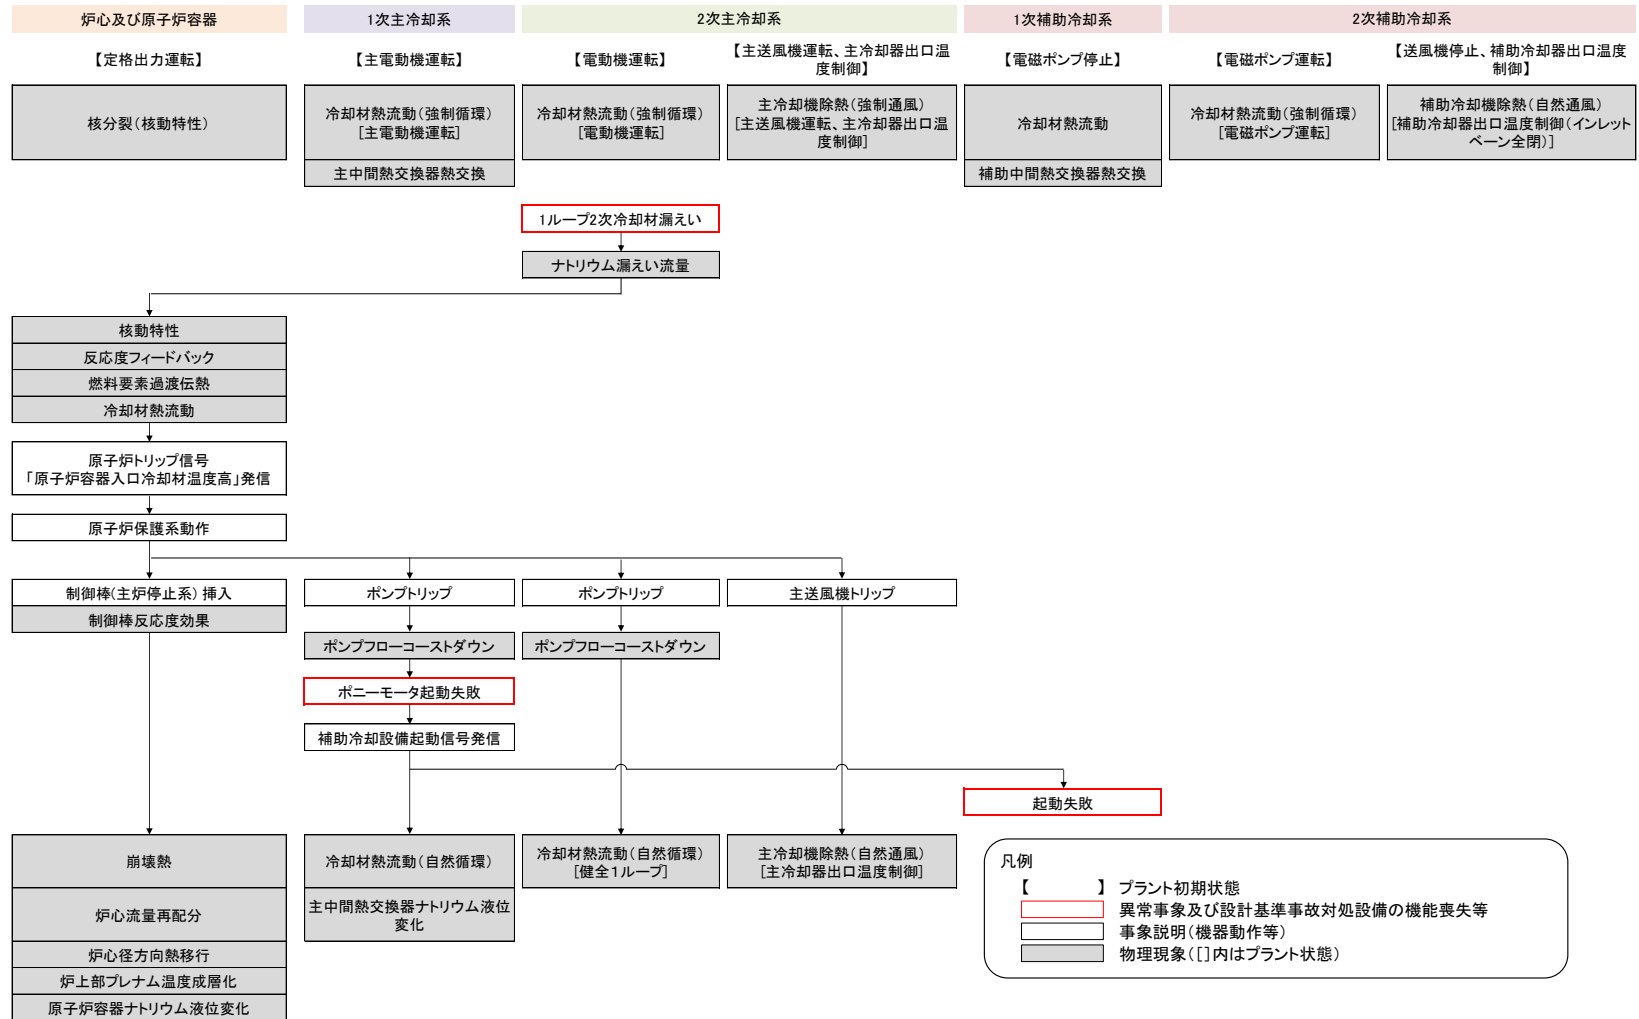 炉心及び原子炉容器
1次主冷却系
2次主冷却系
1次補助冷却系
2次補助冷却系
【定格出力運転】
【主電動機運転】
【電動機運転】
【主送風機運転、主冷却器出口温
度制御】
【電磁ポンプ停止】
【電磁ポンプ運転】
【送風機停止、補助冷却器出口温度
制御】
核分裂(核動特性)
冷却材熱流動(強制循環)
[主電動機運転]
冷却材熱流動(強制循環)
[電動機運転]
主冷却機除熱(強制通風)
[主送風機運転、主冷却器出口温
度制御]
冷却材熱流動
冷却材熱流動(強制循環)
[電磁ポンプ運転]
補助冷却機除熱(自然通風)
[補助冷却器出口温度制御(インレット
ベーン全閉)]
主中間熱交換器熱交換
補助中間熱交換器熱交換
1ループ2次冷却材漏えい
ナトリウム漏えい流量
核動特性
反応度フィードバック
燃料要素過渡伝熱
冷却材熱流動
原子炉トリップ信号
「原子炉容器入口冷却材温度高」発信
原子炉保護系動作
制御棒(主炉停止系) 挿入
制御棒反応度効果
ポンプトリップ
ポンプトリップ
主送風機トリップ
ポンプフローコーストダウン
ポンプフローコーストダウン
ポニーモータ起動失敗
補助冷却設備起動信号発信
起動失敗
崩壊熱
冷却材熱流動(自然循環)
冷却材熱流動(自然循環)
[健全1ループ]
主冷却機除熱(自然通風)
[主冷却器出口温度制御]
炉心流量再配分
主中間熱交換器ナトリウム液位
変化
炉心径方向熱移行
炉上部プレナム温度成層化
原子炉容器ナトリウム液位変化
凡例
【 】 プラント初期状態
異常事象及び設計基準事故対処設備の機能喪失等
事象説明(機器動作等)
物理現象([]内はプラント状態)